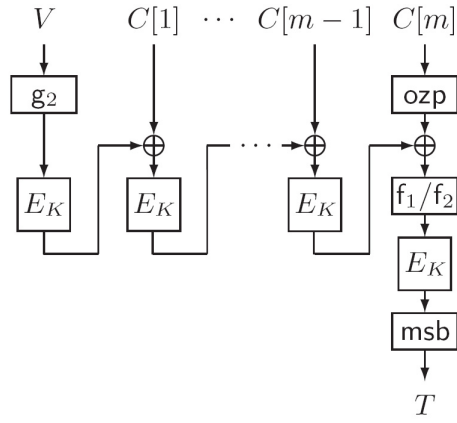 V C[1] ··· C[m − 1] C[m]
g₂ ozp
⊕ ··· ⊕ ⊕
E_K E_K E_K f₁/f₂
E_K
msb
T